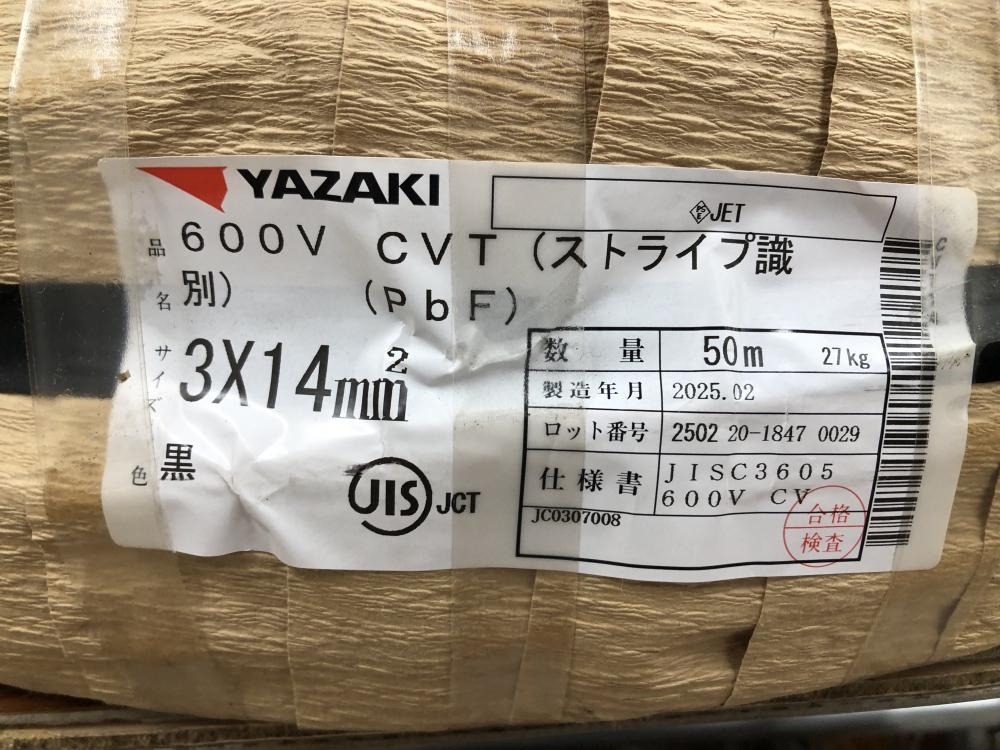 YAZAKI
PSE JET
品名 600V CVT (ストライプ識
別) (PbF)
サイズ 3X14mm²
色 黒
JIS JCT
数量 50m 27kg
製造年月 2025.02
ロット番号 2502 20-1847 0029
仕様書 JISC3605
600V CV
JC0307008
合格
検査